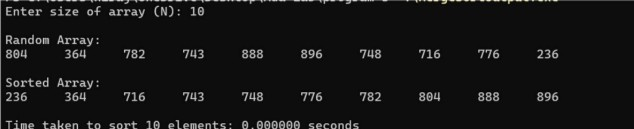 Enter size of array (N): 10
Random Array:
804 364 782 743 888 896 748 716 776 236
Sorted Array:
236 364 716 743 748 776 782 804 888 896
Time taken to sort 10 elements: 0.000000 seconds